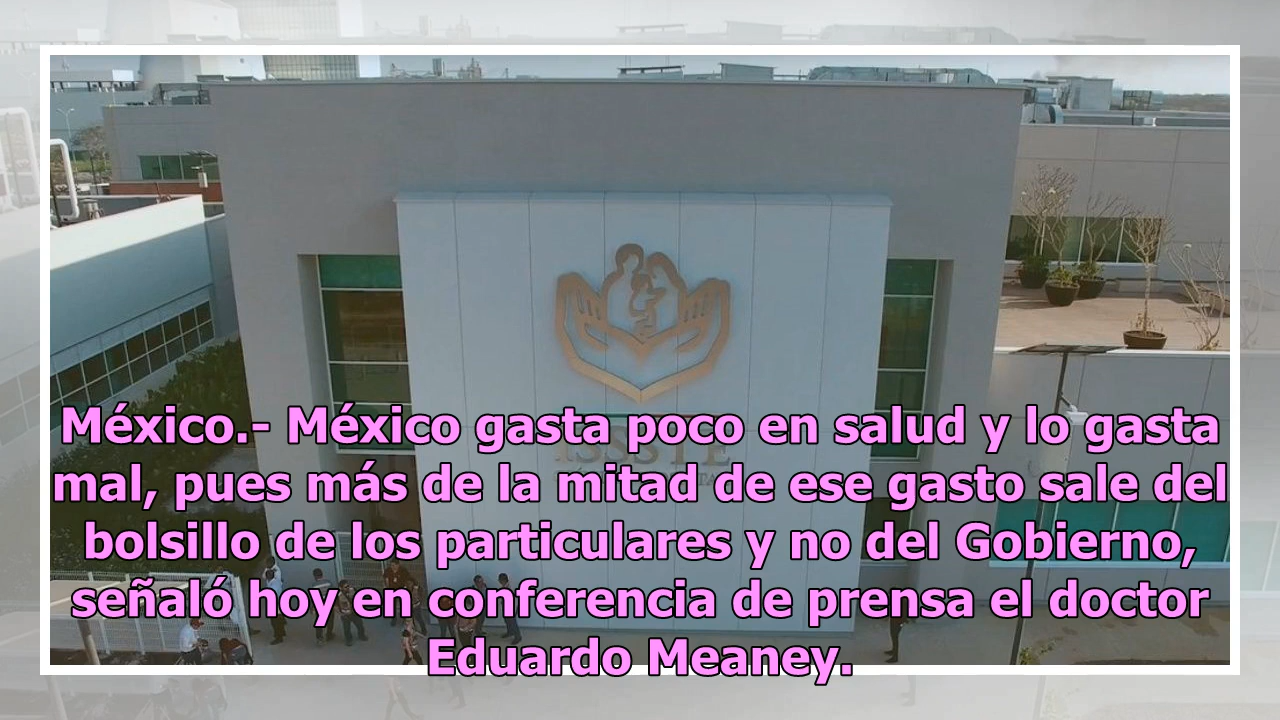 México.- México gasta poco en salud y lo gasta
mal, pues más de la mitad de ese gasto sale del
bolsillo de los particulares y no del Gobierno,
señaló hoy en conferencia de prensa el doctor
Eduardo Meaney.
ISSSTE